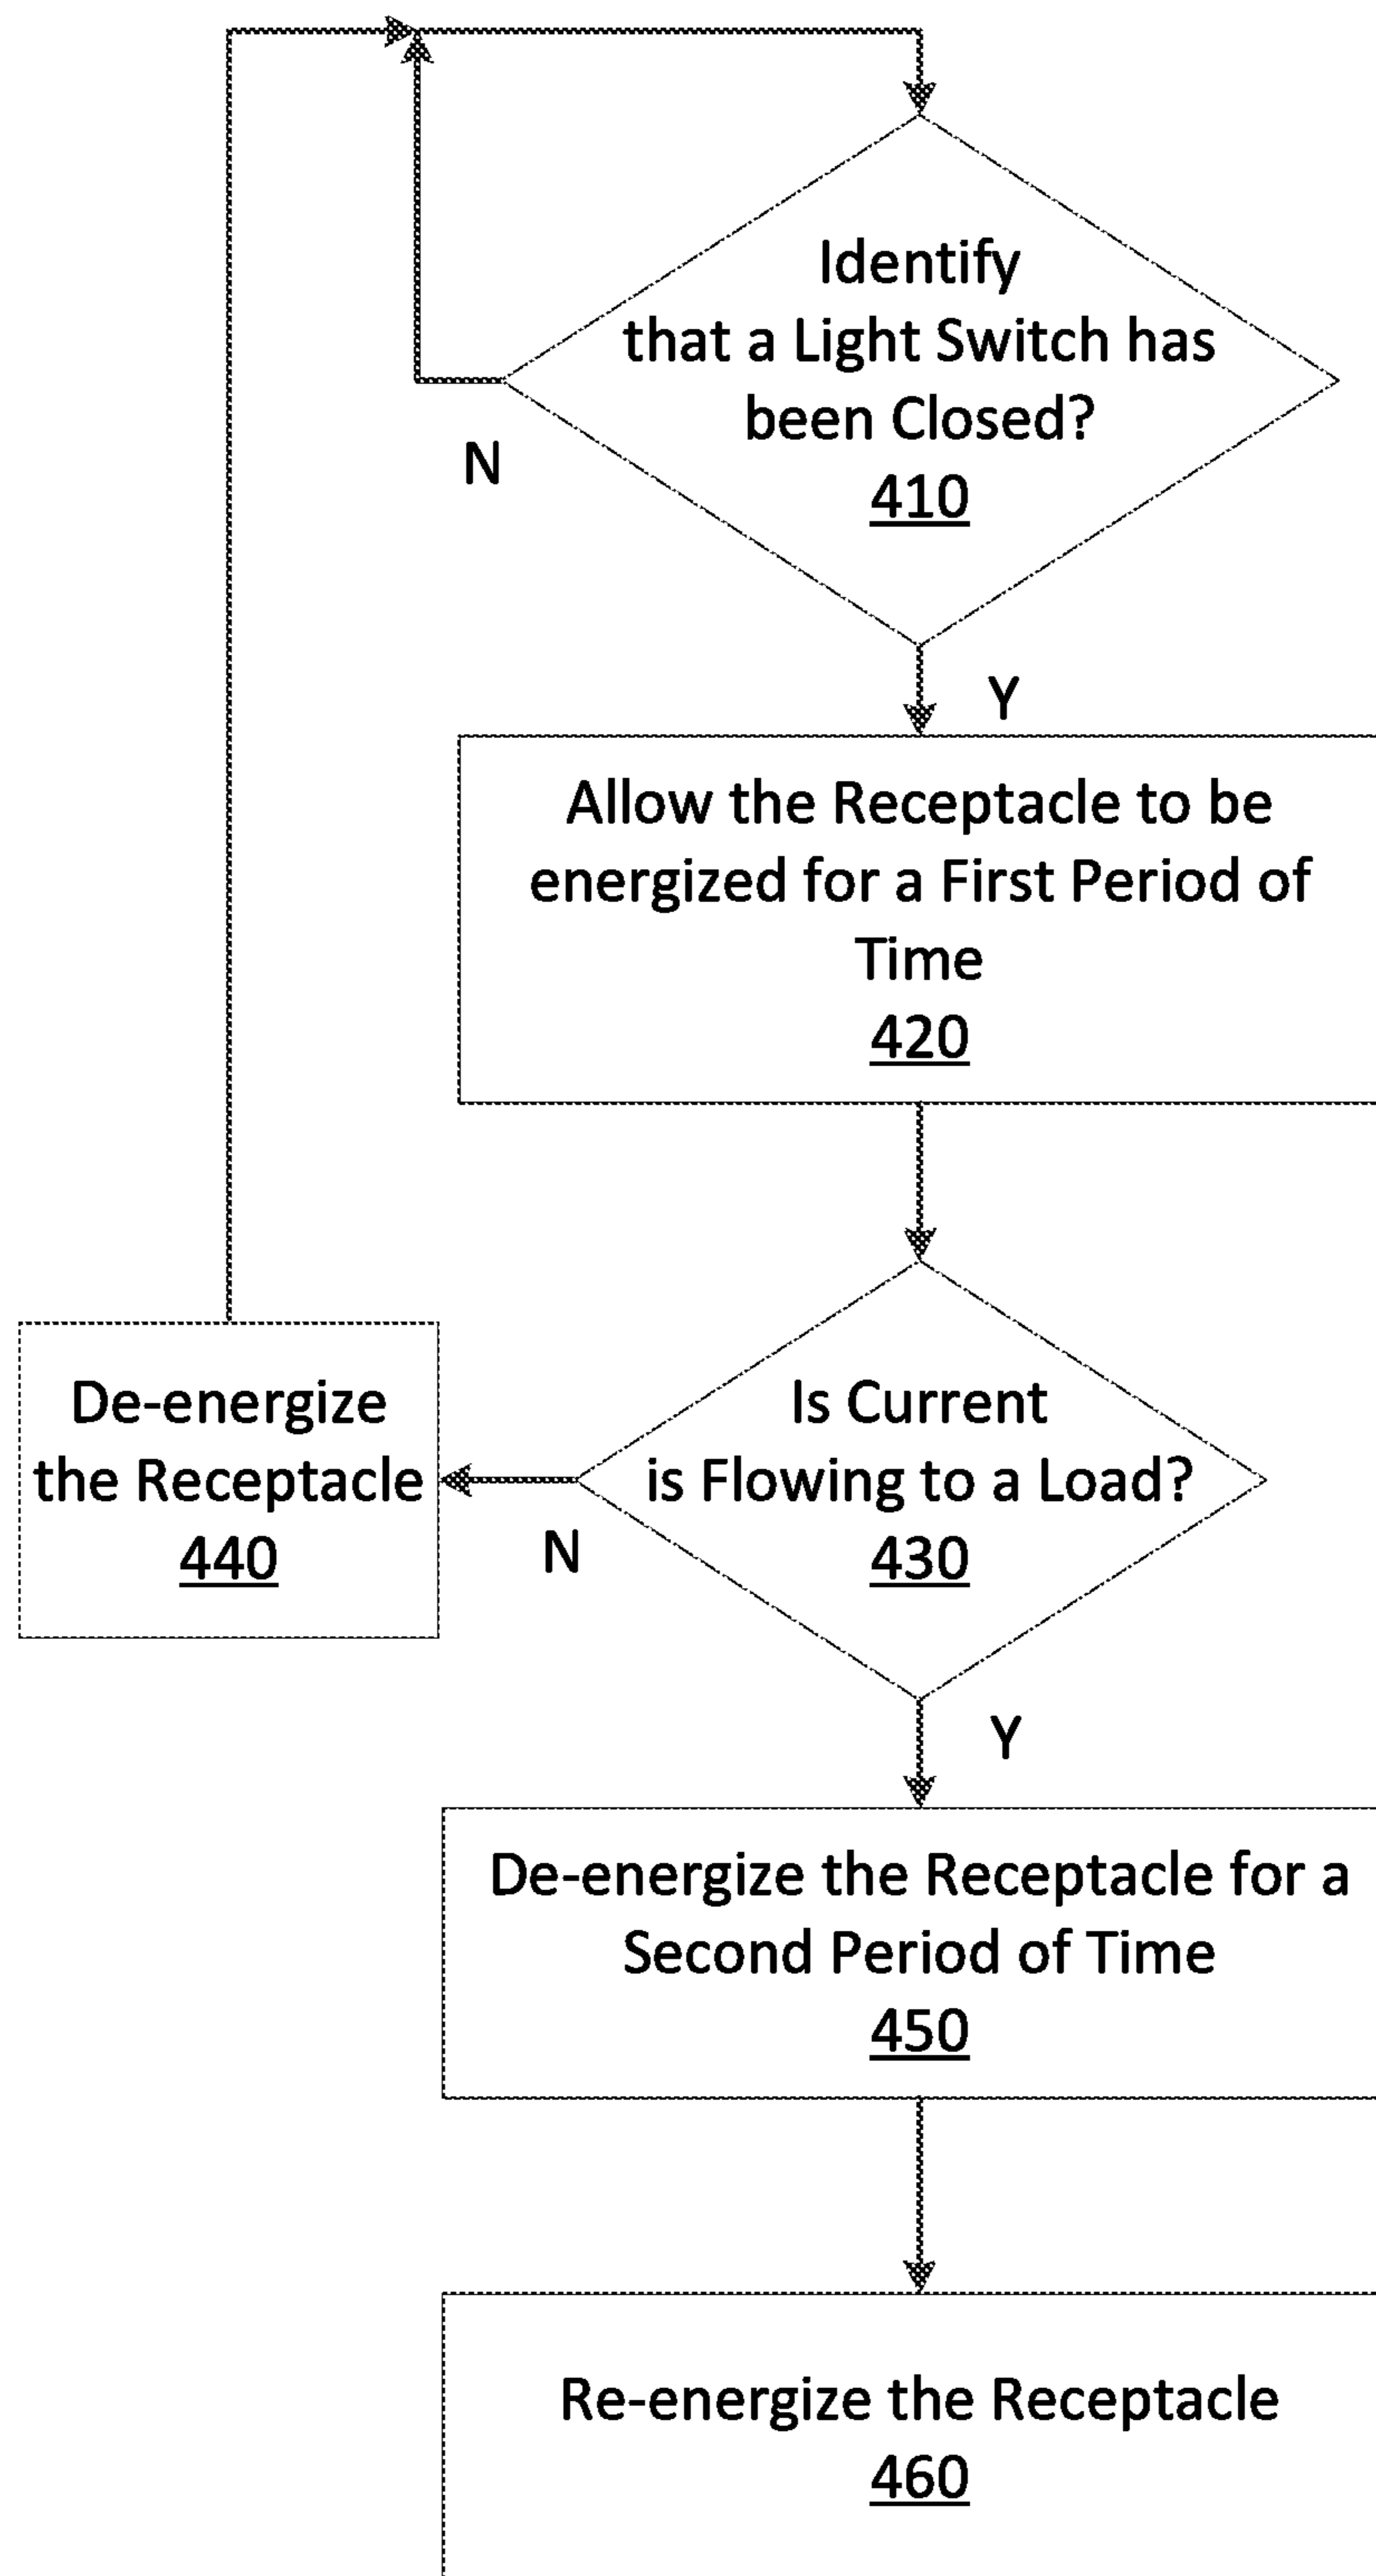 Identify
that a Light Switch has
been Closed?
410
N
Y
Allow the Receptacle to be
energized for a First Period of
Time
420
Is Current
is Flowing to a Load?
430
N
De-energize
the Receptacle
440
Y
De-energize the Receptacle for a
Second Period of Time
450
Re-energize the Receptacle
460